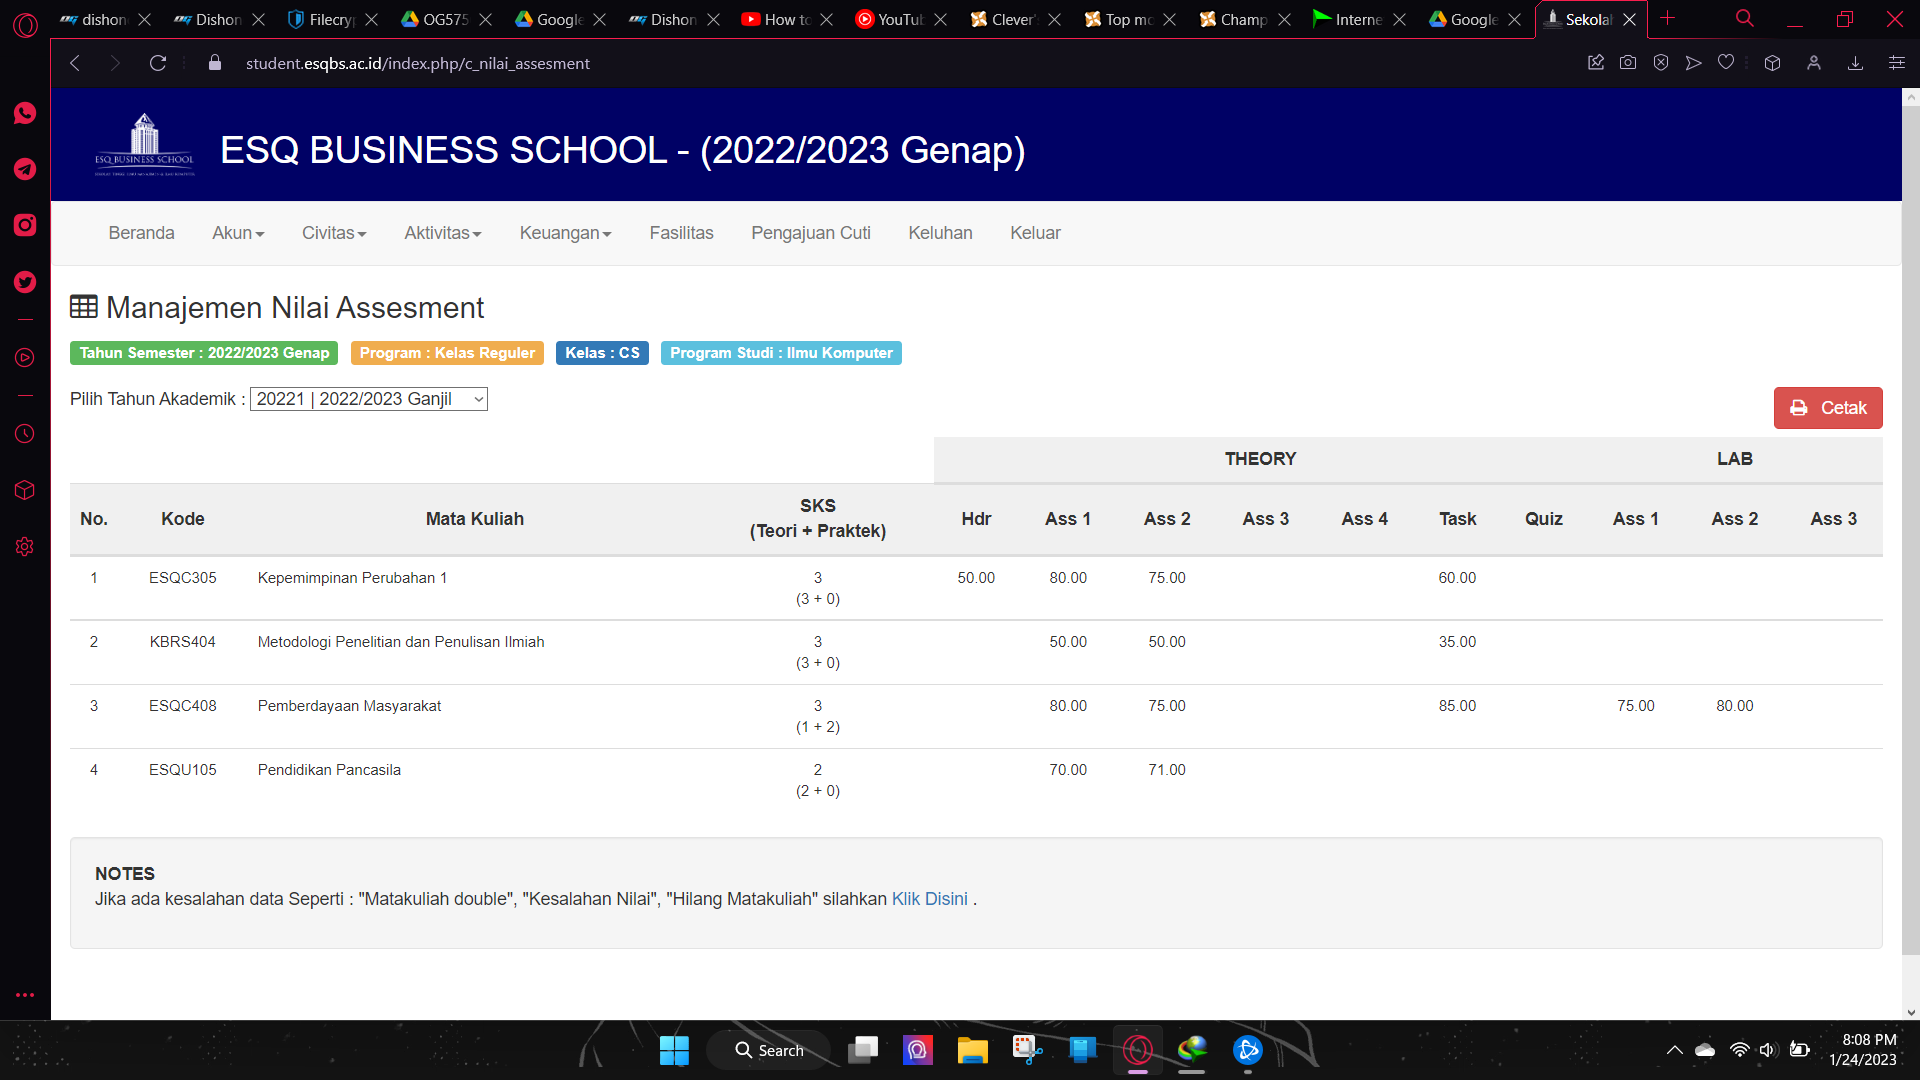 dishon
Dishon
Filecry
OG575
Google
Dishon
How to
YouTub
Clever'
Top mo
Champ
Interne
Google
Sekolah
student.esqbs.ac.id/index.php/c_nilai_assesment
ESQ BUSINESS SCHOOL
ESQ BUSINESS SCHOOL - (2022/2023 Genap)
Beranda Akun Civitas Aktivitas Keuangan Fasilitas Pengajuan Cuti Keluhan Keluar
Manajemen Nilai Assesment
Tahun Semester : 2022/2023 Genap Program : Kelas Reguler Kelas : CS Program Studi : Ilmu Komputer
Pilih Tahun Akademik : 20221 | 2022/2023 Ganjil
Cetak
THEORY LAB
No. Kode Mata Kuliah SKS (Teori + Praktek) Hdr Ass 1 Ass 2 Ass 3 Ass 4 Task Quiz Ass 1 Ass 2 Ass 3
1 ESQC305 Kepemimpinan Perubahan 1 3 50.00 80.00 75.00 60.00
(3 + 0)
2 KBRS404 Metodologi Penelitian dan Penulisan Ilmiah 3 50.00 50.00 35.00
(3 + 0)
3 ESQC408 Pemberdayaan Masyarakat 3 80.00 75.00 85.00 75.00 80.00
(1 + 2)
4 ESQU105 Pendidikan Pancasila 2 70.00 71.00
(2 + 0)
NOTES
Jika ada kesalahan data Seperti : "Matakuliah double", "Kesalahan Nilai", "Hilang Matakuliah" silahkan Klik Disini .
Search
8:08 PM
1/24/2023